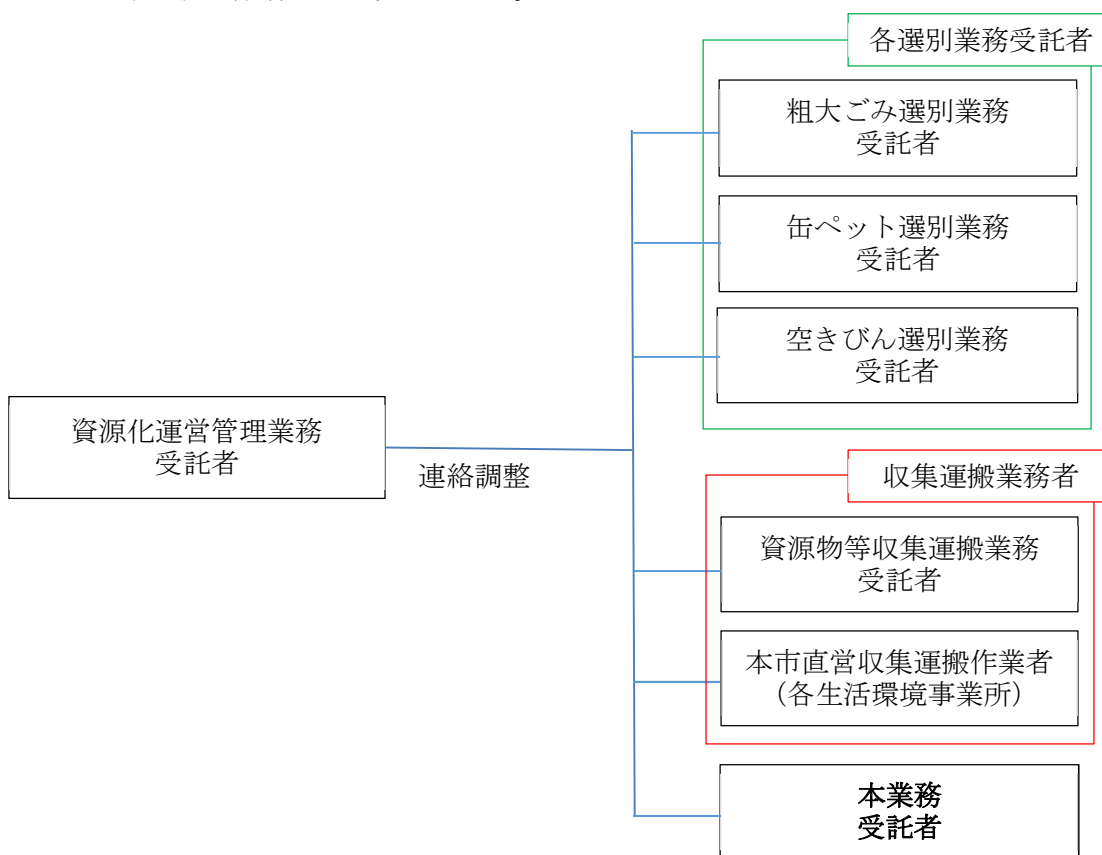 各選別業務受託者
粗大ごみ選別業務
受託者
缶ペット選別業務
受託者
空きびん選別業務
受託者
資源化運営管理業務
受託者
連絡調整
収集運搬業務者
資源物等収集運搬業務
受託者
本市直営収集運搬作業者
（各生活環境事業所）
本業務
受託者